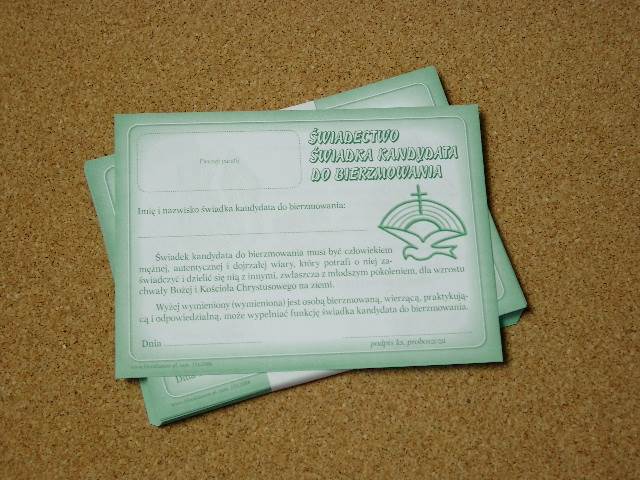 ŚWIADECTWO
ŚWIADKA KANDYDATA
DO BIERZMOWANIA
Pieczęć parafii
Imię i nazwisko świadka kandydata do bierzmowania:
Świadek kandydata do bierzmowania musi być człowiekiem
mężnej, autentycznej i dojrzałej wiary, który potrafi o niej za-
świadczyć i dzielić się nią z innymi, zwłaszcza z młodszym pokoleniem, dla wzrostu
chwały Bożej i Kościoła Chrystusowego na ziemi.
Wyżej wymieniony (wymieniona) jest osobą bierzmowaną, wierzącą, praktykują-
cą i odpowiedzialną, może wypełniać funkcję świadka kandydata do bierzmowania.
Dnia
podpis ks. proboszcza
Dnia